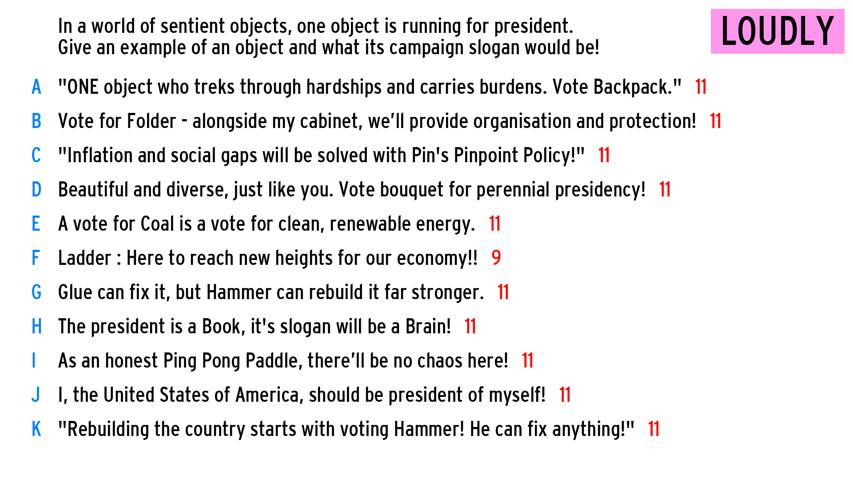 In a world of sentient objects, one object is running for president.
Give an example of an object and what its campaign slogan would be!
LOUDLY
A "ONE object who treks through hardships and carries burdens. Vote Backpack." 11
B Vote for Folder - alongside my cabinet, we'll provide organisation and protection! 11
C "Inflation and social gaps will be solved with Pin's Pinpoint Policy!" 11
D Beautiful and diverse, just like you. Vote bouquet for perennial presidency! 11
E A vote for Coal is a vote for clean, renewable energy. 11
F Ladder : Here to reach new heights for our economy!! 9
G Glue can fix it, but Hammer can rebuild it far stronger. 11
H The president is a Book, it's slogan will be a Brain! 11
I As an honest Ping Pong Paddle, there'll be no chaos here! 11
J I, the United States of America, should be president of myself! 11
K "Rebuilding the country starts with voting Hammer! He can fix anything!" 11